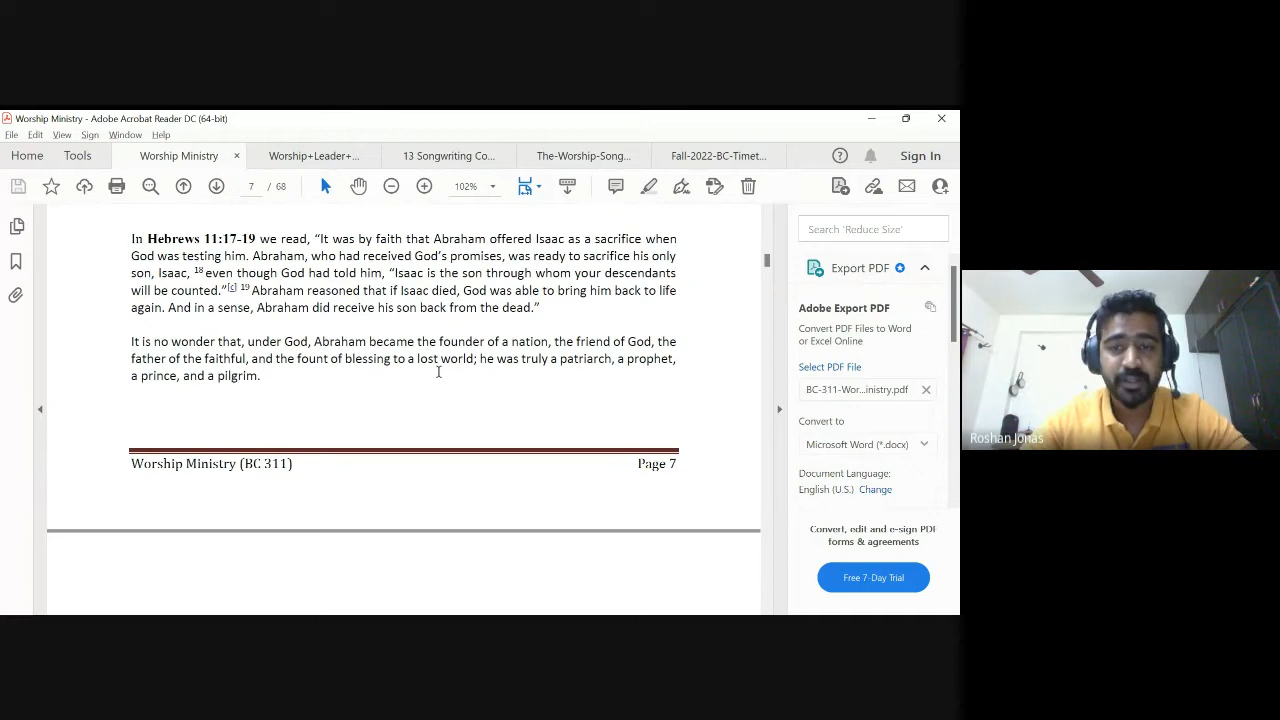 Worship Ministry - Adobe Acrobat Reader DC (64-bit)
File Edit View Sign Window Help
Home Tools Worship Ministry × Worship+Leader+... 13 Songwriting Co... The-Worship-Song... Fall-2022-BC-Timet... Sign In
7 / 68 102%
In Hebrews 11:17-19 we read, “It was by faith that Abraham offered Isaac as a sacrifice when
God was testing him. Abraham, who had received God’s promises, was ready to sacrifice his only
son, Isaac, 18 even though God had told him, “Isaac is the son through whom your descendants
will be counted.”[c] 19 Abraham reasoned that if Isaac died, God was able to bring him back to life
again. And in a sense, Abraham did receive his son back from the dead.”
It is no wonder that, under God, Abraham became the founder of a nation, the friend of God, the
father of the faithful, and the fount of blessing to a lost world; he was truly a patriarch, a prophet,
a prince, and a pilgrim.
Worship Ministry (BC 311) Page 7
Search 'Reduce Size'
Export PDF
Adobe Export PDF
Convert PDF Files to Word
or Excel Online
Select PDF File
BC-311-Wor...inistry.pdf
Convert to
Microsoft Word (*.docx)
Document Language:
English (U.S.) Change
Convert, edit and e-sign PDF
forms & agreements
Free 7-Day Trial
Roshan Jonas